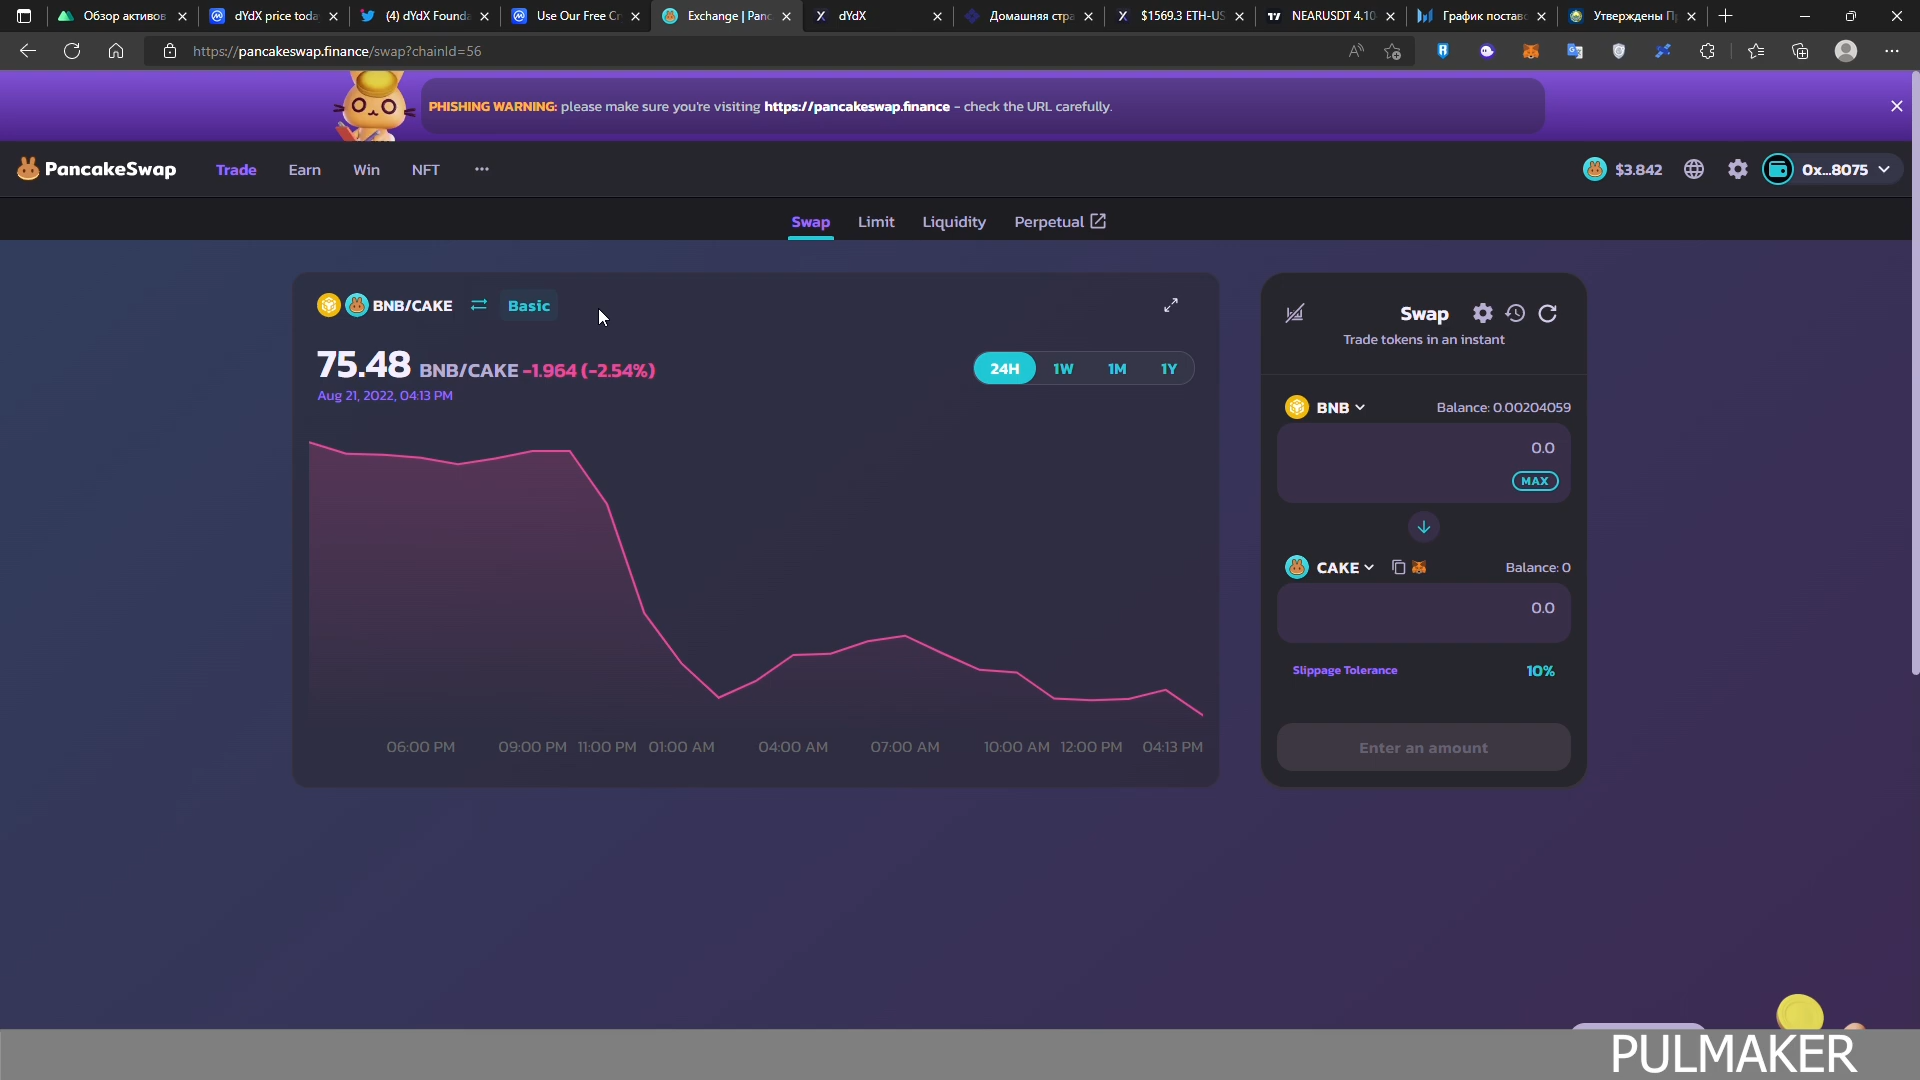 Обзор активов
dYdX price toda
(4) dYdX Founda
Use Our Free Cr
Exchange | Panc
dYdX
Домашняя стра
$1569.3 ETH-US
NEARUSDT 4.10
График постав
Утверждены П
https://pancakeswap.finance/swap?chainId=56
PHISHING WARNING: please make sure you're visiting https://pancakeswap.finance - check the URL carefully.
PancakeSwap
Trade
Earn
Win
NFT
$3.842
0x...8075
Swap
Limit
Liquidity
Perpetual
BNB/CAKE
Basic
75.48 BNB/CAKE -1.964 (-2.54%)
Aug 21, 2022, 04:13 PM
24H
1W
1M
1Y
06:00 PM
09:00 PM
11:00 PM
01:00 AM
04:00 AM
07:00 AM
10:00 AM
12:00 PM
04:13 PM
Swap
Trade tokens in an instant
BNB
Balance: 0.00204059
0.0
MAX
CAKE
Balance: 0
0.0
Slippage Tolerance
10%
Enter an amount
PULMAKER